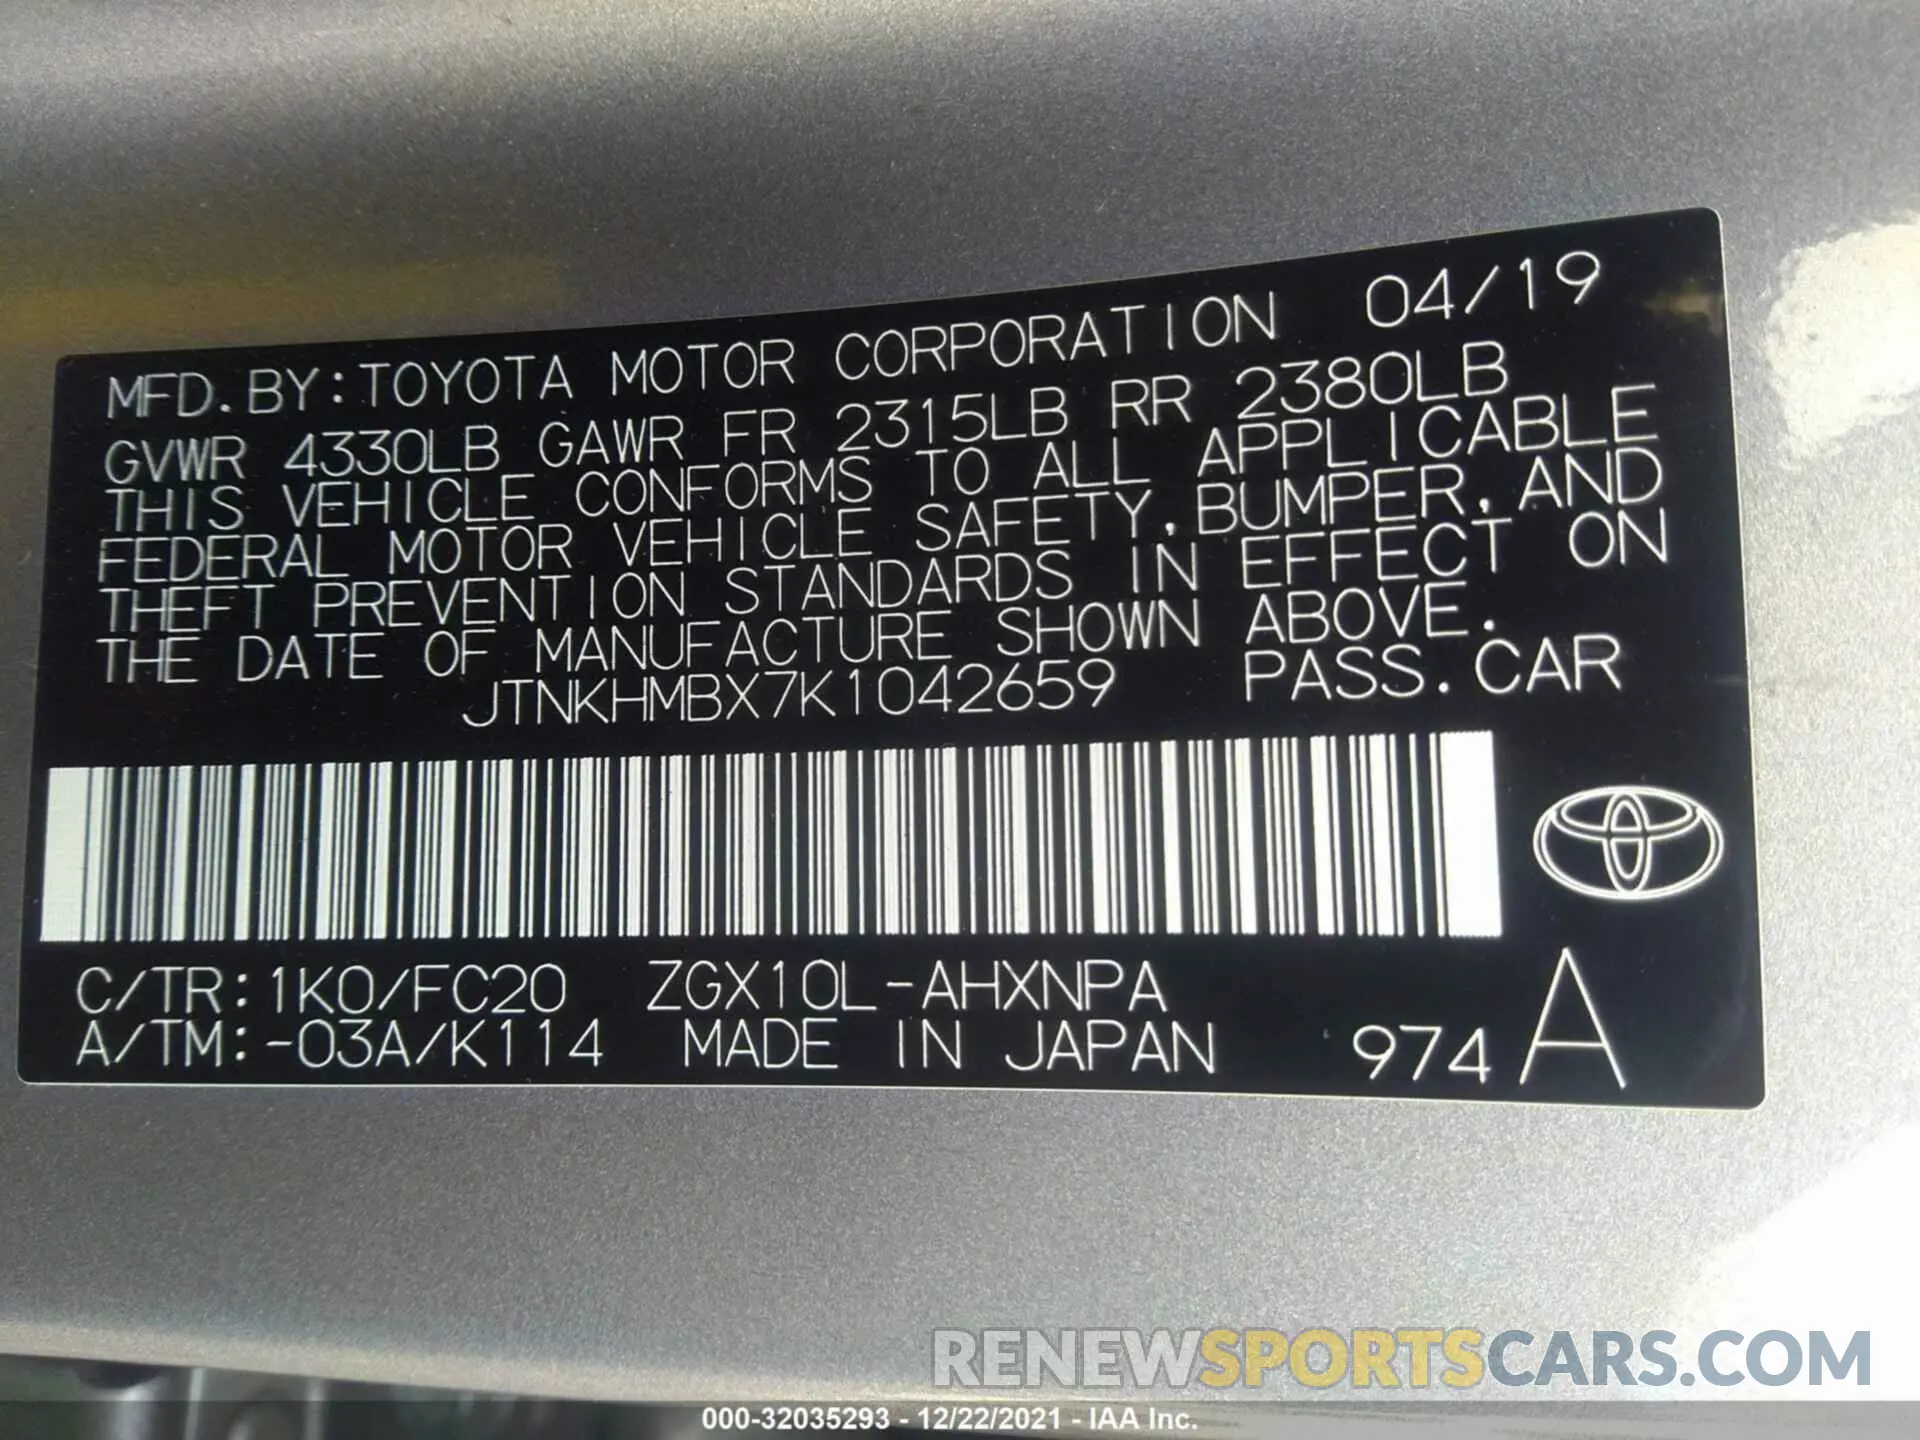 MFD.BY:TOYOTA MOTOR CORPORATION 04/19
GVWR 4330LB GAWR FR 2315LB RR 2380LB
THIS VEHICLE CONFORMS TO ALL APPLICABLE
FEDERAL MOTOR VEHICLE SAFETY, BUMPER, AND
THEFT PREVENTION STANDARDS IN EFFECT ON
THE DATE OF MANUFACTURE SHOWN ABOVE.
JTNKHMBX7K1042659 PASS.CAR
C/TR:1K0/FC20 ZGX10L-AHXNPA
A/TM:-03A/K114 MADE IN JAPAN 974 A
RENEWSPORTSCARS.COM
000-32035293 - 12/22/2021 - IAA Inc.